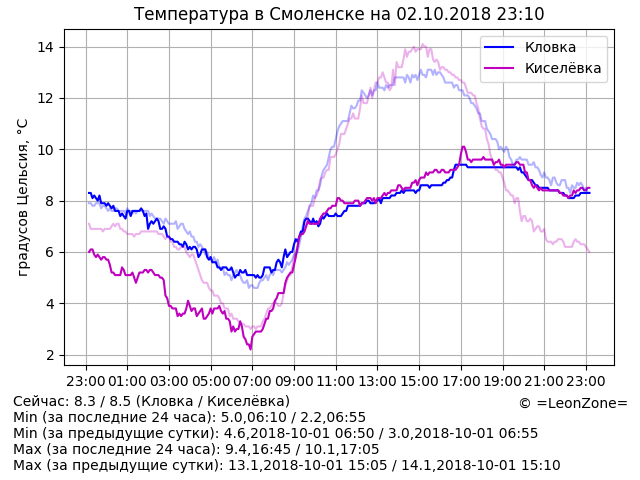 Температура в Смоленске на 02.10.2018 23:10
градусов Цельсия, °C
Кловка
Киселёвка
14
12
10
8
6
4
2
23:00 01:00 03:00 05:00 07:00 09:00 11:00 13:00 15:00 17:00 19:00 21:00 23:00
Сейчас: 8.3 / 8.5 (Кловка / Киселёвка)
© =LeonZone=
Min (за последние 24 часа): 5.0,06:10 / 2.2,06:55
Min (за предыдущие сутки): 4.6,2018-10-01 06:50 / 3.0,2018-10-01 06:55
Max (за последние 24 часа): 9.4,16:45 / 10.1,17:05
Max (за предыдущие сутки): 13.1,2018-10-01 15:05 / 14.1,2018-10-01 15:10